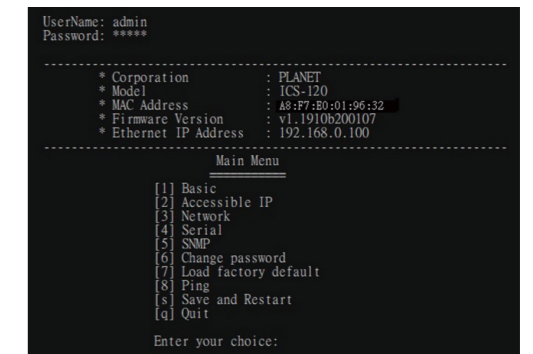 UserName: admin
Password: *****
--------------------------------------------------------------------
* Corporation : PLANET
* Model : ICS-120
* MAC Address : A8:F7:E0:01:96:32
* Firmware Version : v1.1910b200107
* Ethernet IP Address : 192.168.0.100
--------------------------------------------------------------------
Main Menu
===========
[1] Basic
[2] Accessible IP
[3] Network
[4] Serial
[5] SNMP
[6] Change password
[7] Load factory default
[8] Ping
[s] Save and Restart
[q] Quit
Enter your choice: